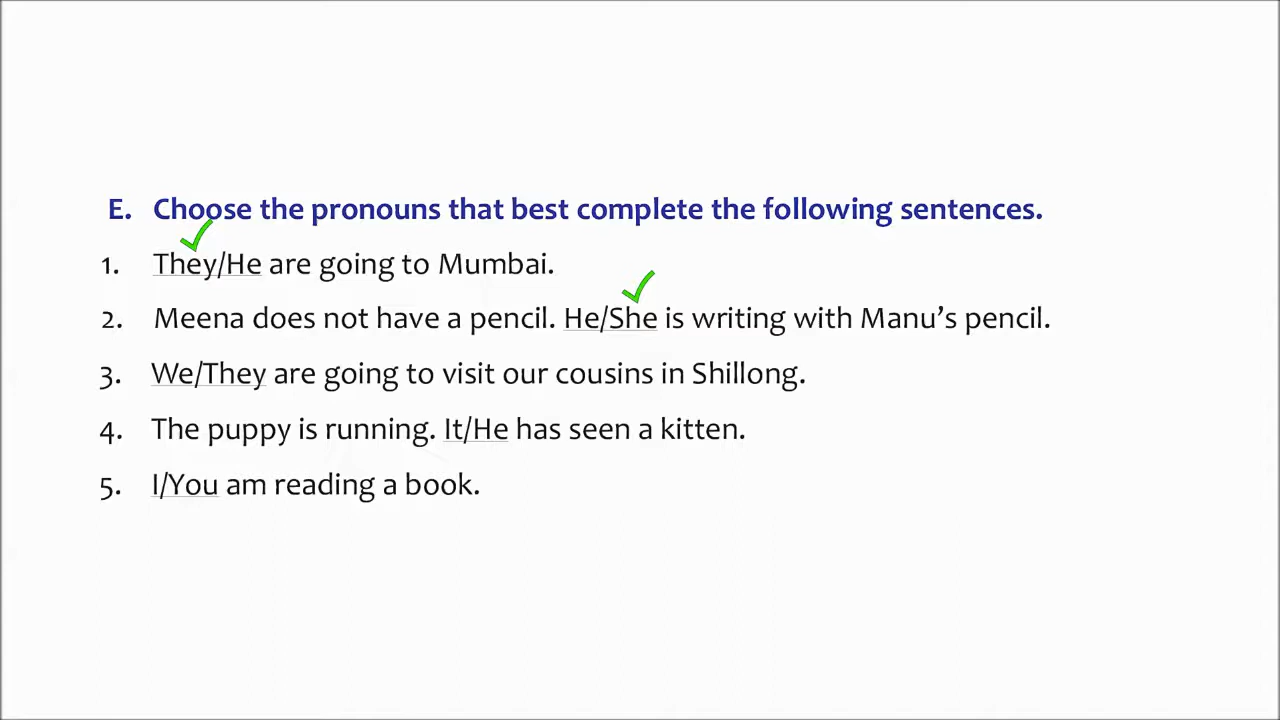 E. Choose the pronouns that best complete the following sentences.
1. They/He are going to Mumbai.
2. Meena does not have a pencil. He/She is writing with Manu’s pencil.
3. We/They are going to visit our cousins in Shillong.
4. The puppy is running. It/He has seen a kitten.
5. I/You am reading a book.